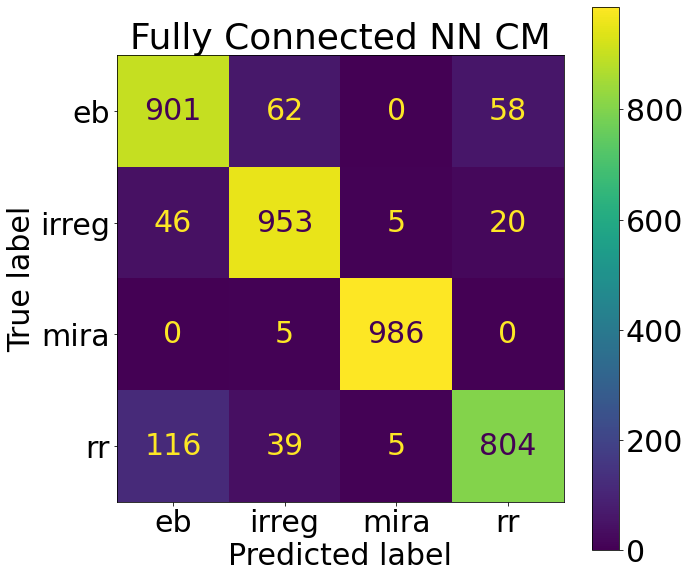 Fully Connected NN CM
True label
eb 901 62 0 58
irreg 46 953 5 20
mira 0 5 986 0
rr 116 39 5 804
eb irreg mira rr
Predicted label
800
600
400
200
0